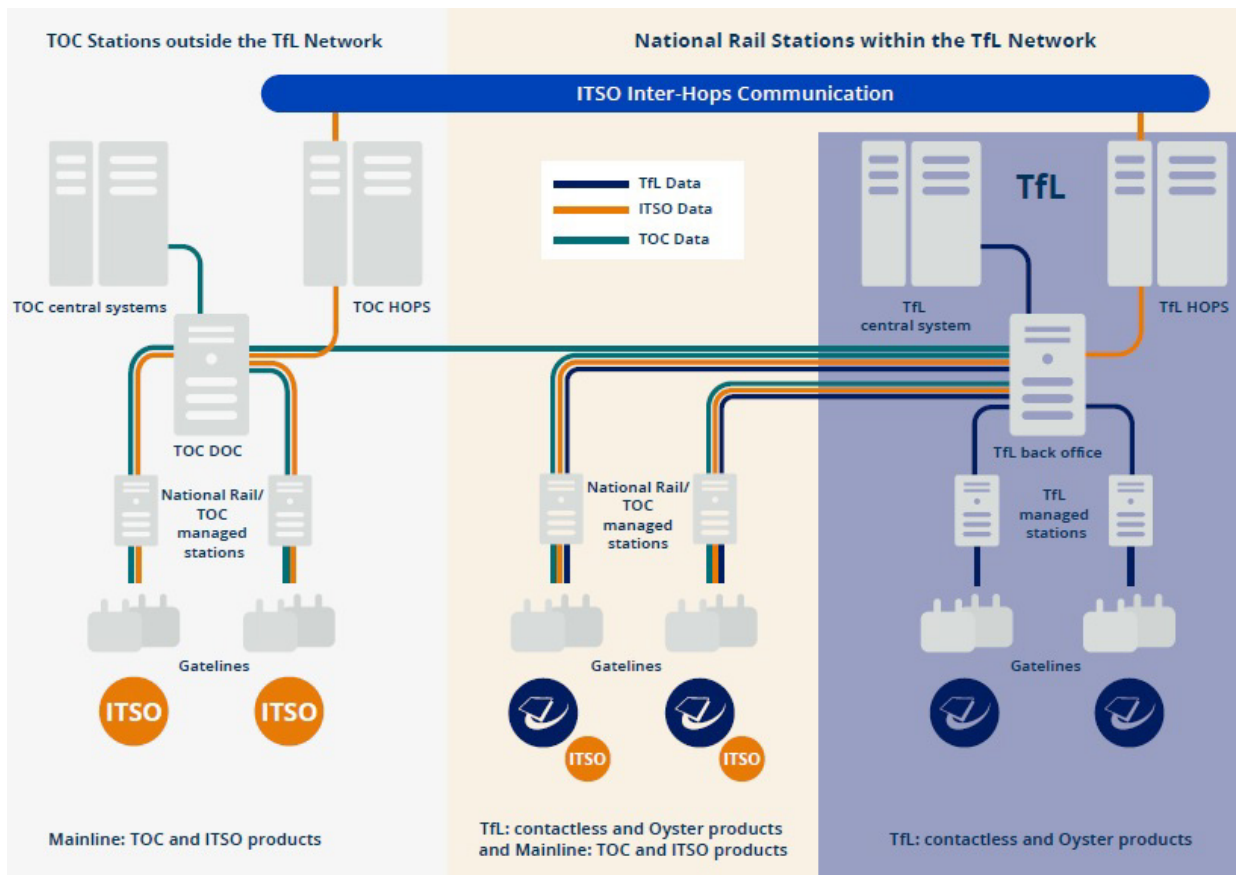 TOC Stations outside the TfL Network
National Rail Stations within the TfL Network
ITSO Inter-Hops Communication
TfL Data
ITSO Data
TOC Data
TfL
TOC central systems
TOC HOPS
TfL
central system
TfL HOPS
TOC DOC
TfL back office
National Rail/
TOC
managed
stations
National Rail/
TOC
managed
stations
TfL
managed
stations
Gatelines
Gatelines
Gatelines
ITSO
ITSO
ITSO
ITSO
Mainline: TOC and ITSO products
TfL: contactless and Oyster products
and Mainline: TOC and ITSO products
TfL: contactless and Oyster products